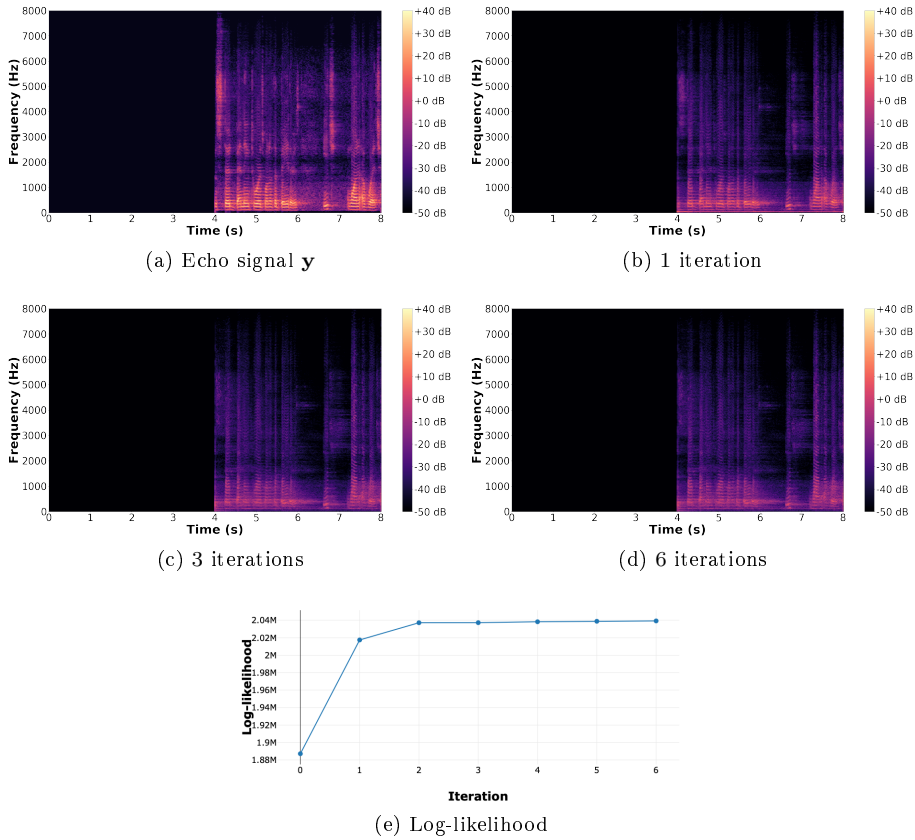 8000
7000
6000
5000
4000
3000
2000
1000
0
Frequency (Hz)
0 1 2 3 4 5 6 7 8
Time (s)
+40 dB
+30 dB
+20 dB
+10 dB
+0 dB
-10 dB
-20 dB
-30 dB
-40 dB
-50 dB
(a) Echo signal y
8000
7000
6000
5000
4000
3000
2000
1000
0
Frequency (Hz)
0 1 2 3 4 5 6 7 8
Time (s)
+40 dB
+30 dB
+20 dB
+10 dB
+0 dB
-10 dB
-20 dB
-30 dB
-40 dB
-50 dB
(b) 1 iteration
8000
7000
6000
5000
4000
3000
2000
1000
0
Frequency (Hz)
0 1 2 3 4 5 6 7 8
Time (s)
+40 dB
+30 dB
+20 dB
+10 dB
+0 dB
-10 dB
-20 dB
-30 dB
-40 dB
-50 dB
(c) 3 iterations
8000
7000
6000
5000
4000
3000
2000
1000
0
Frequency (Hz)
0 1 2 3 4 5 6 7 8
Time (s)
+40 dB
+30 dB
+20 dB
+10 dB
+0 dB
-10 dB
-20 dB
-30 dB
-40 dB
-50 dB
(d) 6 iterations
2.04M
2.02M
2M
1.98M
1.96M
1.94M
1.92M
1.9M
1.88M
Log-likelihood
0 1 2 3 4 5 6
Iteration
(e) Log-likelihood